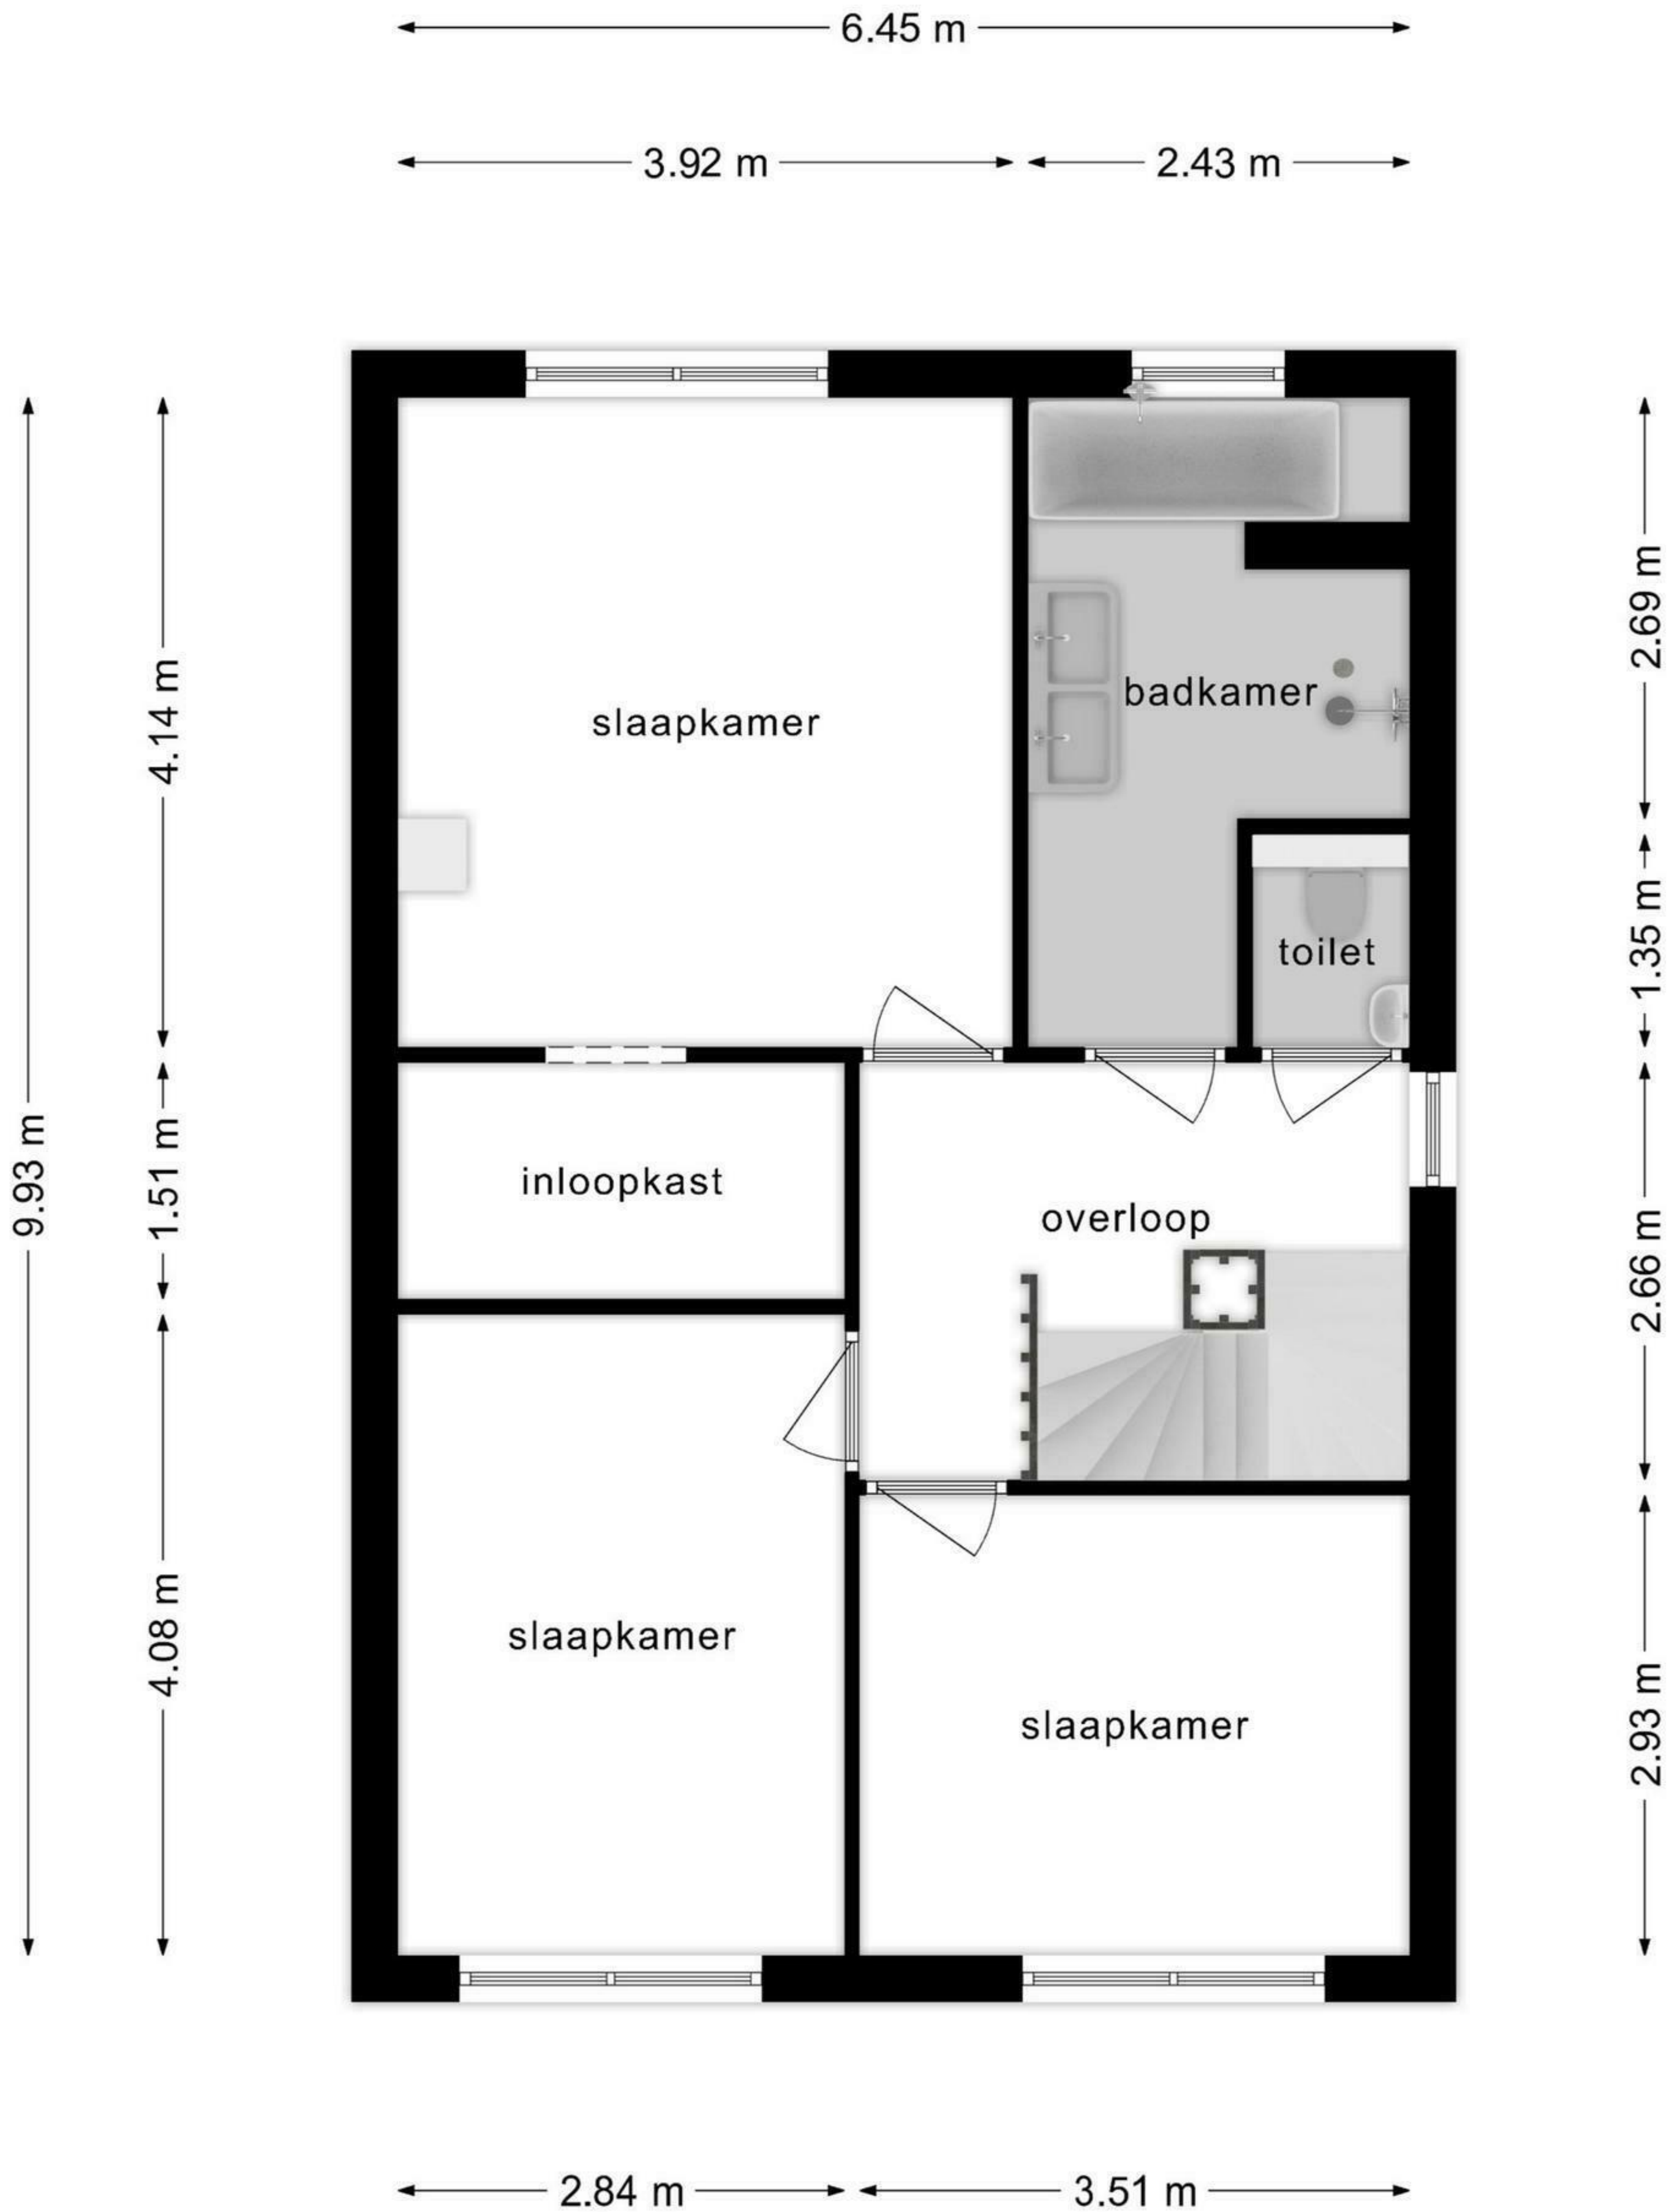 6.45 m
3.92 m
2.43 m
9.93 m
4.14 m
1.51 m
4.08 m
2.69 m
1.35 m
2.66 m
2.93 m
slaapkamer
badkamer
toilet
inloopkast
overloop
slaapkamer
slaapkamer
2.84 m
3.51 m